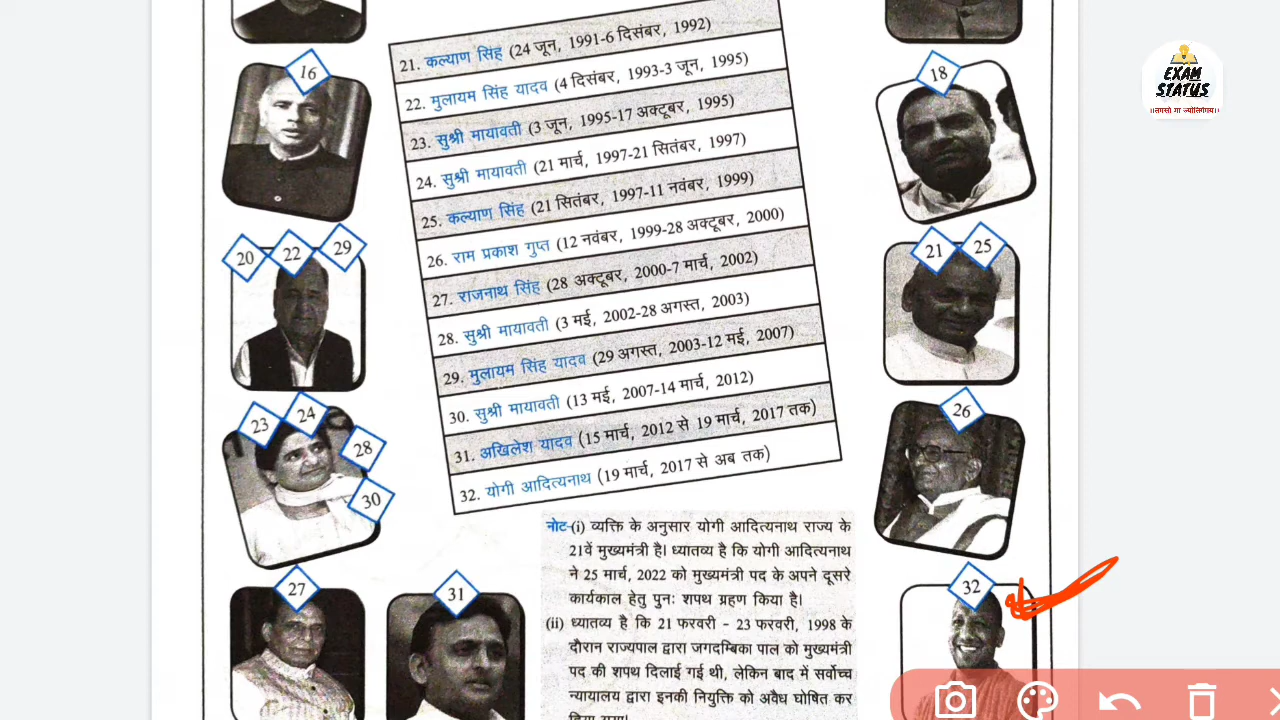 21. कल्याण सिंह (24 जून, 1991-6 दिसंबर, 1992)
22. मुलायम सिंह यादव (4 दिसंबर, 1993-3 जून, 1995)
23. सुश्री मायावती (3 जून, 1995-17 अक्टूबर, 1995)
24. सुश्री मायावती (21 मार्च, 1997-21 सितंबर, 1997)
25. कल्याण सिंह (21 सितंबर, 1997-11 नवंबर, 1999)
26. राम प्रकाश गुप्त (12 नवंबर, 1999-28 अक्टूबर, 2000)
27. राजनाथ सिंह (28 अक्टूबर, 2000-7 मार्च, 2002)
28. सुश्री मायावती (3 मई, 2002-28 अगस्त, 2003)
29. मुलायम सिंह यादव (29 अगस्त, 2003-12 मई, 2007)
30. सुश्री मायावती (13 मई, 2007-14 मार्च, 2012)
31. अखिलेश यादव (15 मार्च, 2012 से 19 मार्च, 2017 तक)
32. योगी आदित्यनाथ (19 मार्च, 2017 से अब तक)
16
18
20 22 29
21 25
23 24
28
30
26
27
31
32
नोट-(i) व्यक्ति के अनुसार योगी आदित्यनाथ राज्य के
21वें मुख्यमंत्री है। ध्यातव्य है कि योगी आदित्यनाथ
ने 25 मार्च, 2022 को मुख्यमंत्री पद के अपने दूसरे
कार्यकाल हेतु पुनः शपथ ग्रहण किया है।
(ii) ध्यातव्य है कि 21 फरवरी - 23 फरवरी, 1998 के
दौरान राज्यपाल द्वारा जगदम्बिका पाल को मुख्यमंत्री
पद की शपथ दिलाई गई थी, लेकिन बाद में सर्वोच्च
न्यायालय द्वारा इनकी नियुक्ति को अवैध घोषित कर
EXAM
STATUS